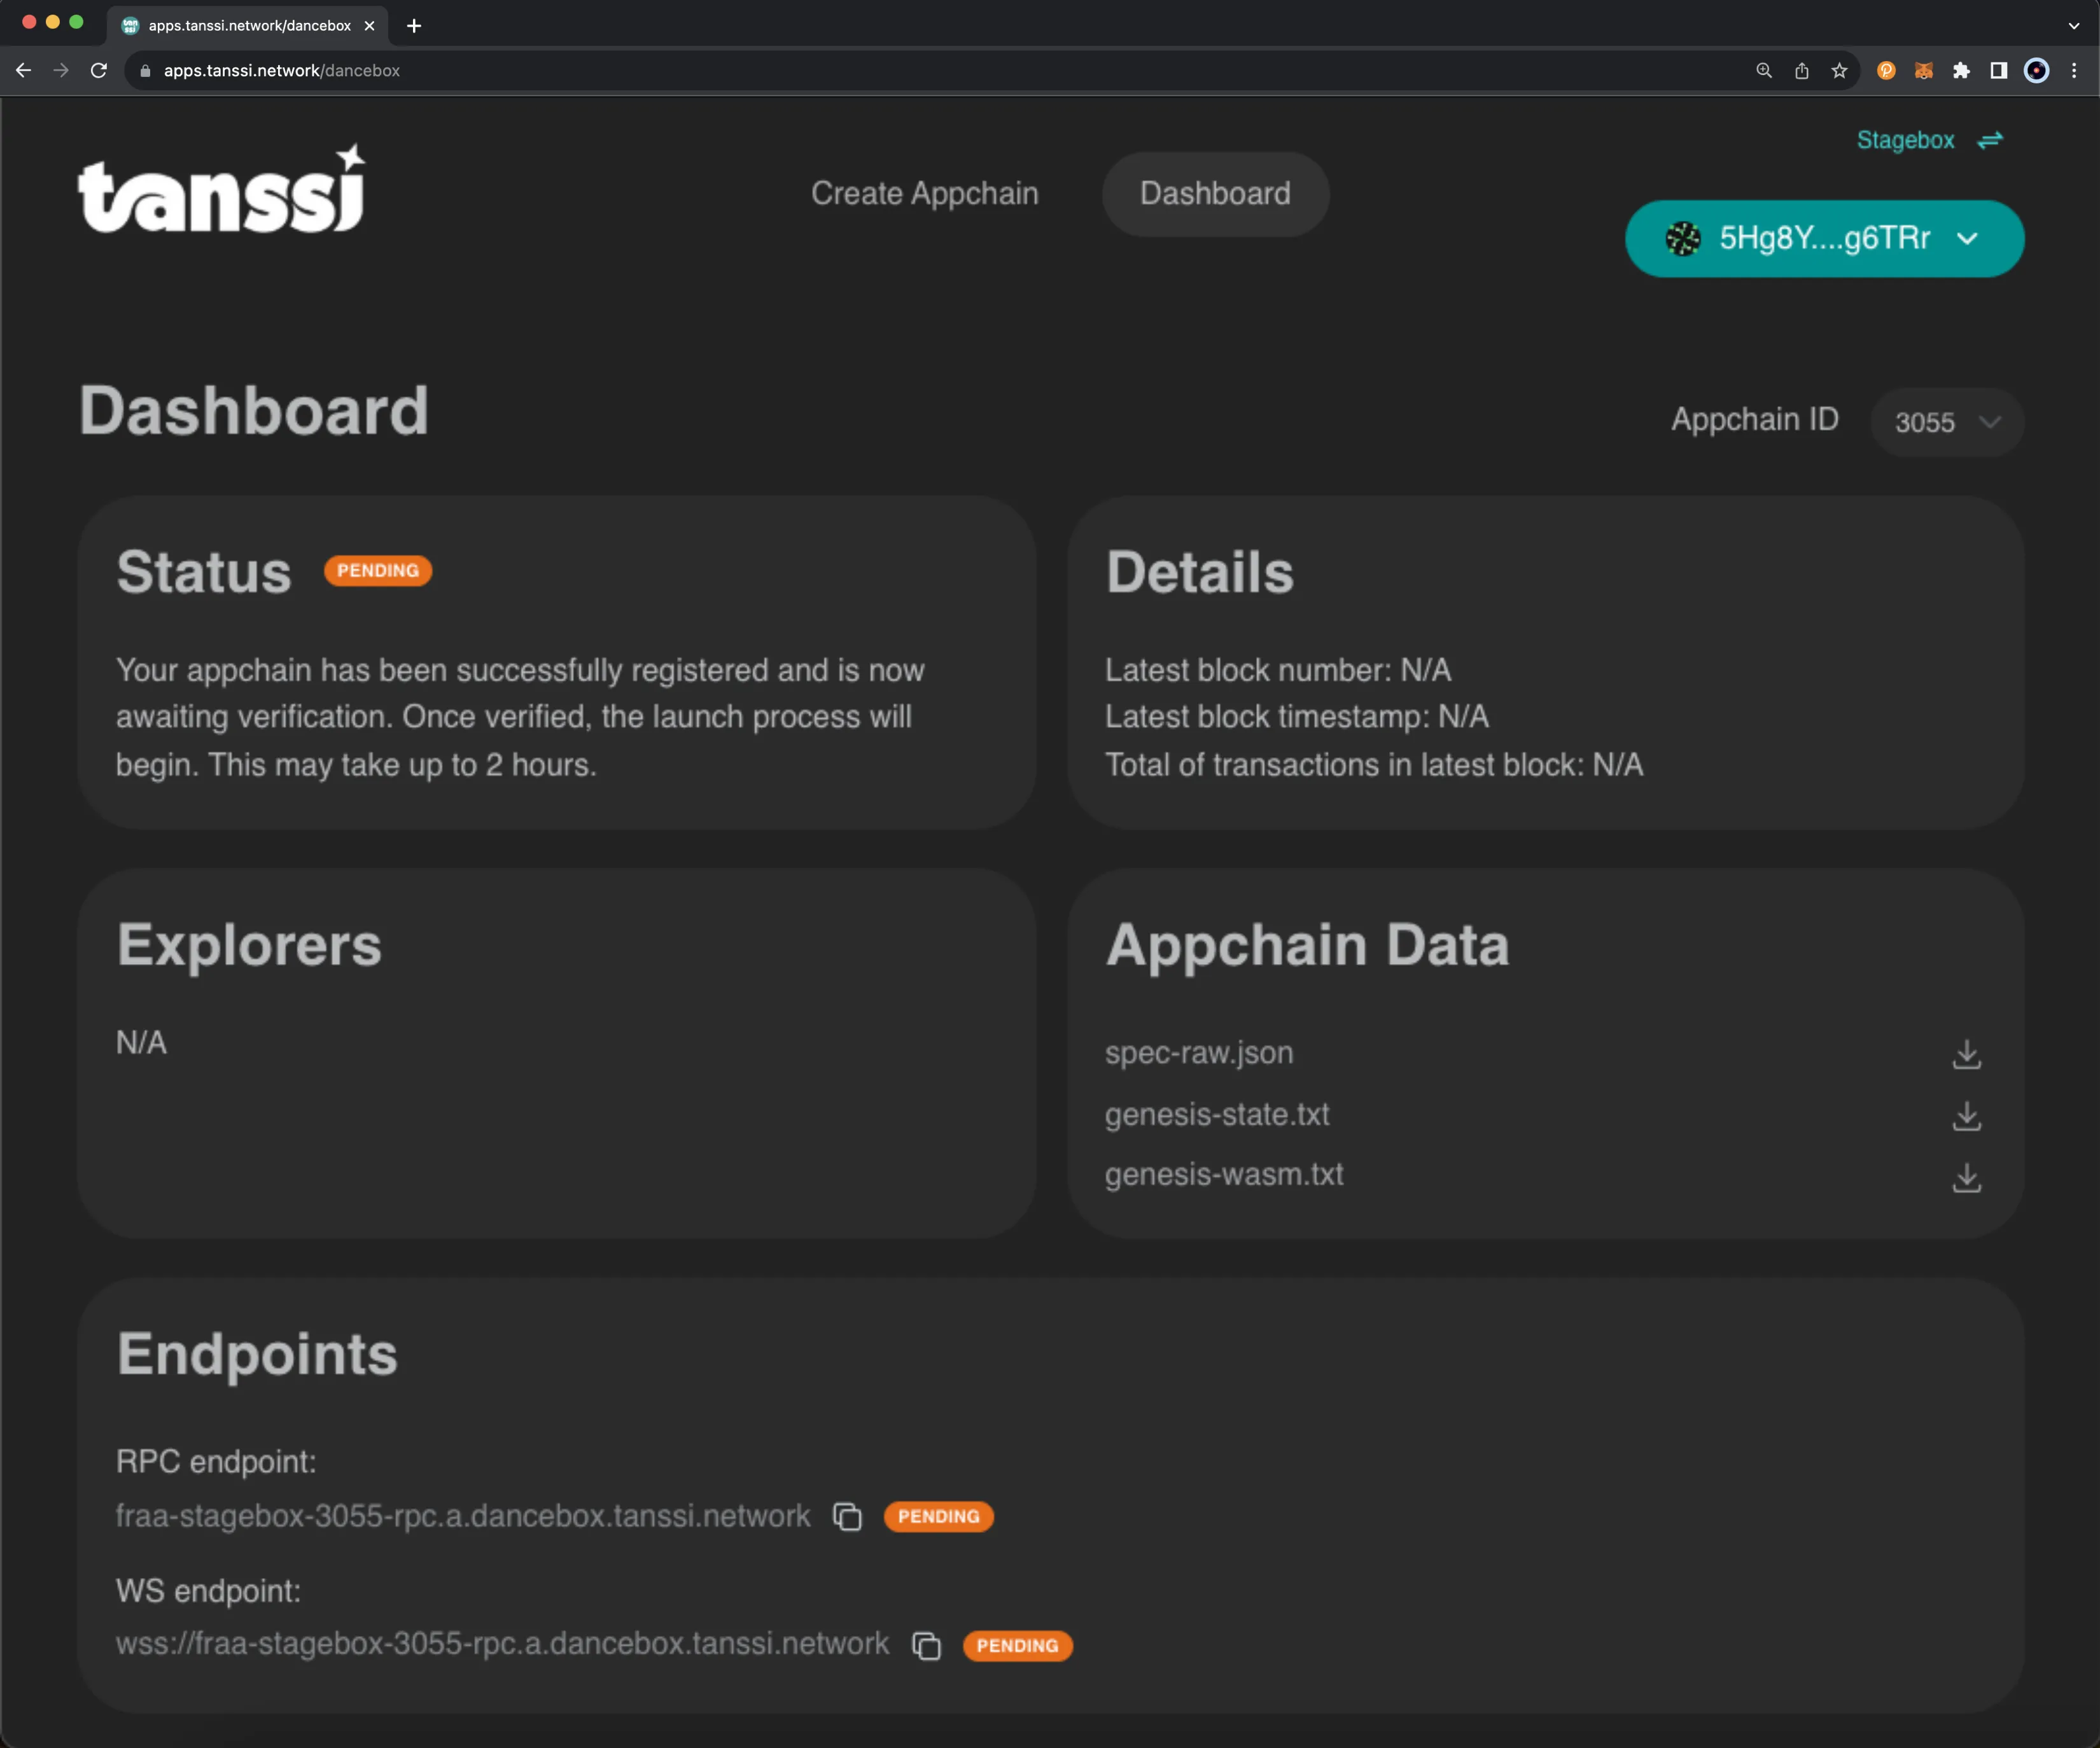 apps.tanssi.network/dancebox
apps.tanssi.network/dancebox
tanssi
Create Appchain
Dashboard
Stagebox
5Hg8Y....g6TRr
Dashboard
Appchain ID
3055
Status
PENDING
Your appchain has been successfully registered and is now
awaiting verification. Once verified, the launch process will
begin. This may take up to 2 hours.
Details
Latest block number: N/A
Latest block timestamp: N/A
Total of transactions in latest block: N/A
Explorers
N/A
Appchain Data
spec-raw.json
genesis-state.txt
genesis-wasm.txt
Endpoints
RPC endpoint:
fraa-stagebox-3055-rpc.a.dancebox.tanssi.network
PENDING
WS endpoint:
wss://fraa-stagebox-3055-rpc.a.dancebox.tanssi.network
PENDING